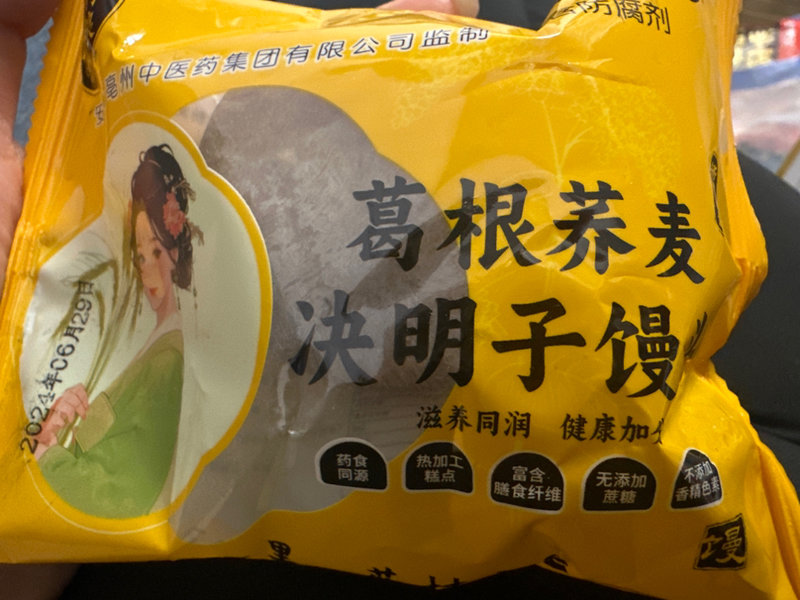 防腐剂
亳州中医药集团有限公司监制
葛根荞麦
决明子馒
滋养同润 健康加
2024年06月29日
药食
同源
热加工
糕点
富含
膳食纤维
无添加
蔗糖
不添加
香精色素